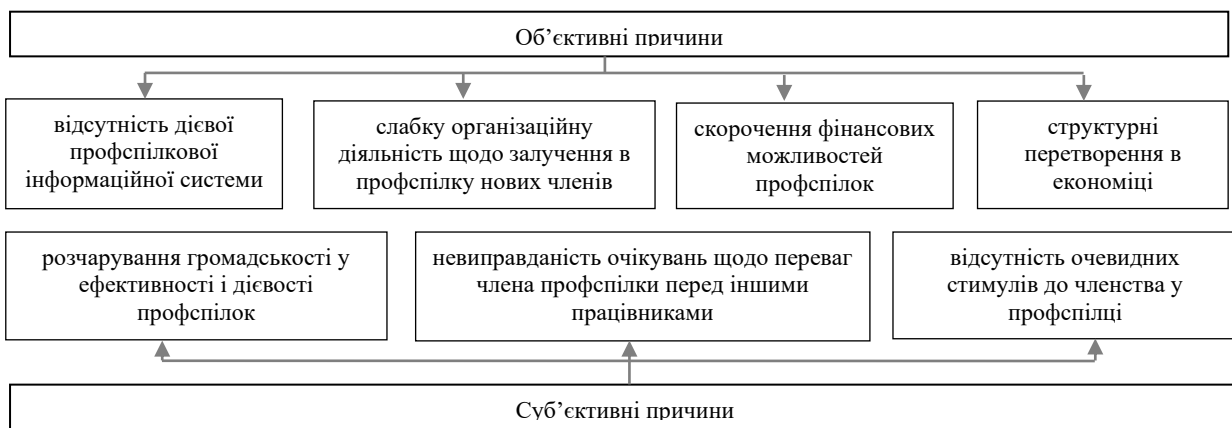 Об’єктивні причини
відсутність дієвої
профспілкової
інформаційної системи
слабку організаційну
діяльність щодо залучення в
профспілку нових членів
скорочення фінансових
можливостей
профспілок
структурні
перетворення в
економіці
розчарування громадськості у
ефективності і дієвості
профспілок
невиправданість очікувань щодо переваг
члена профспілки перед іншими
працівниками
відсутність очевидних
стимулів до членства у
профспілці
Суб’єктивні причини